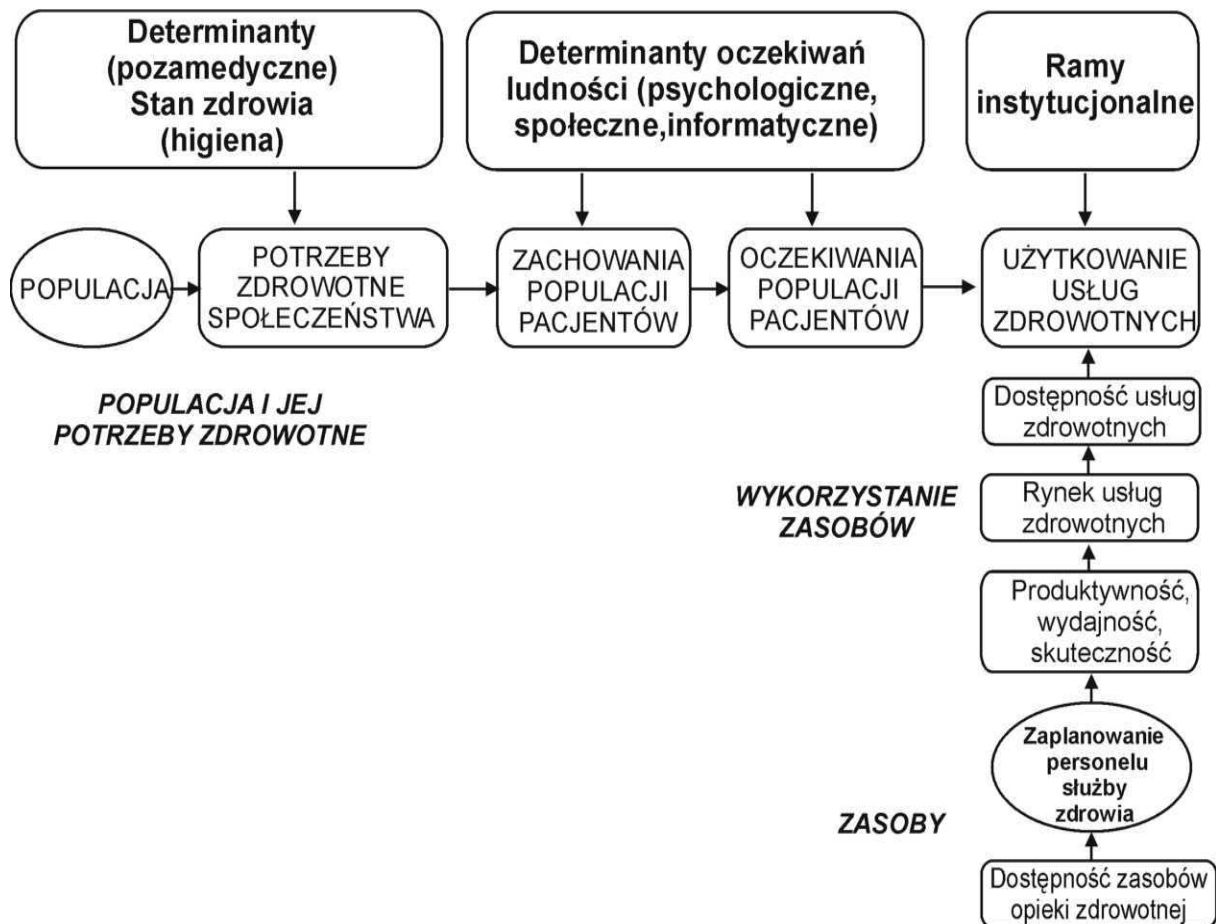 Determinanty
(pozamedyczne)
Stan zdrowia
(higiena)
Determinanty oczekiwań
ludności (psychologiczne,
społeczne,informatyczne)
Ramy
instytucjonalne
POPULACJA
POTRZEBY
ZDROWOTNE
SPOŁECZEŃSTWA
ZACHOWANIA
POPULACJI
PACJENTÓW
OCZEKIWANIA
POPULACJI
PACJENTÓW
UŻYTKOWANIE
USŁUG
ZDROWOTNYCH
POPULACJA I JEJ
POTRZEBY ZDROWOTNE
Dostępność usług
zdrowotnych
WYKORZYSTANIE
ZASOBÓW
Rynek usług
zdrowotnych
Produktywność,
wydajność,
skuteczność
Zaplanowanie
personelu
służby
zdrowia
ZASOBY
Dostępność zasobów
opieki zdrowotnej